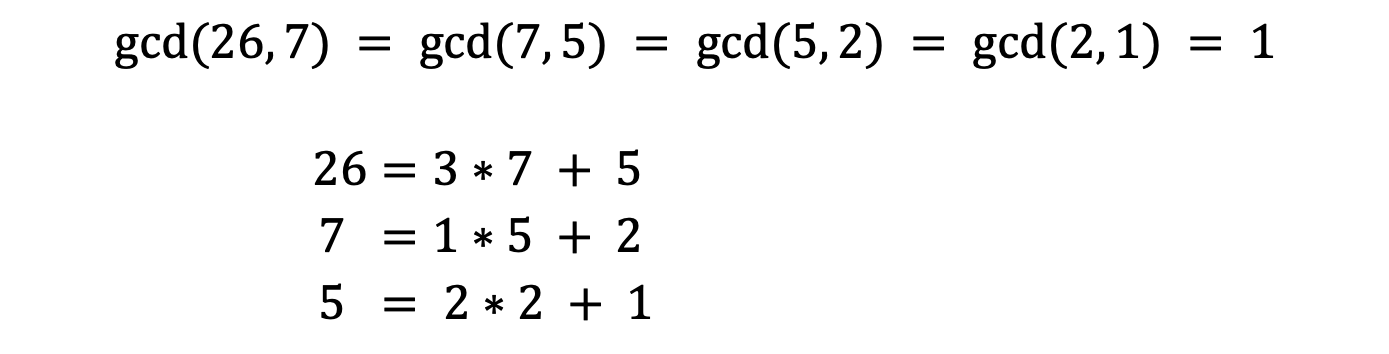 gcd(26, 7) = gcd(7, 5) = gcd(5, 2) = gcd(2, 1) = 1
26 = 3 ∗ 7 + 5
7 = 1 ∗ 5 + 2
5 = 2 ∗ 2 + 1